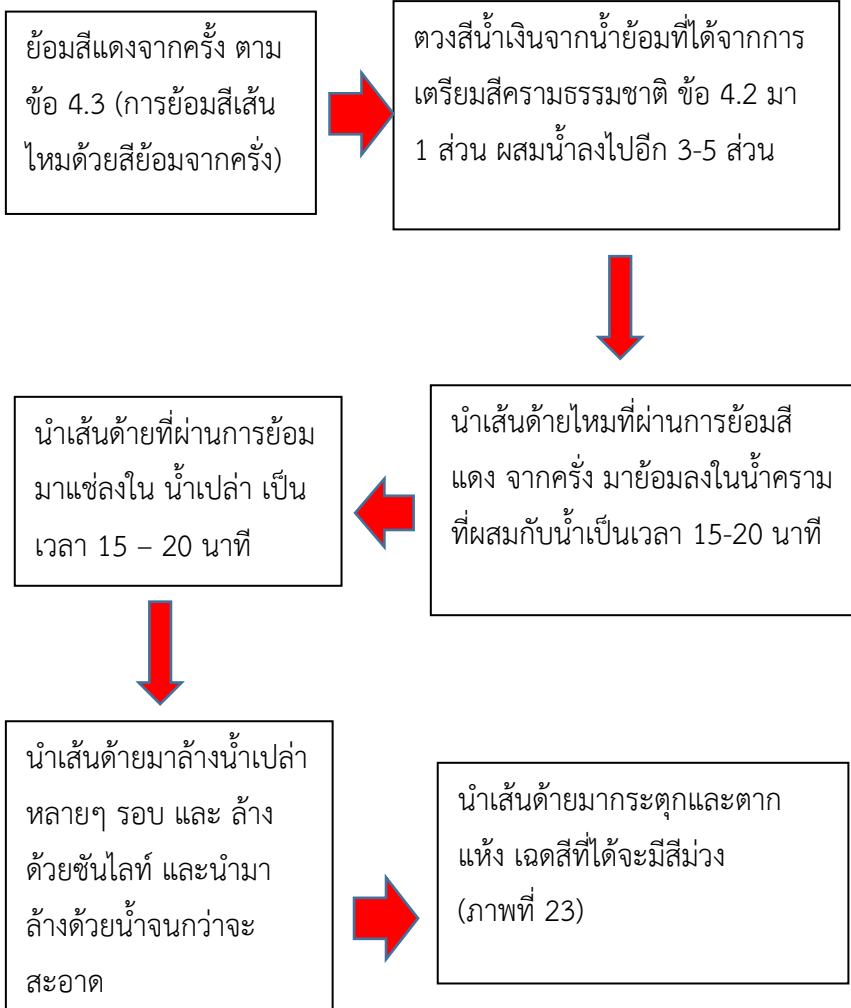 ย้อมสีแดงจากครั้ง ตาม
ข้อ 4.3 (การย้อมสีเส้น
ไหมด้วยสีย้อมจากครั่ง)
ตวงสีน้ำเงินจากน้ำย้อมที่ได้จากการ
เตรียมสีครามธรรมชาติ ข้อ 4.2 มา
1 ส่วน ผสมน้ำลงไปอีก 3-5 ส่วน
นำเส้นด้ายไหมที่ผ่านการย้อมสี
แดง จากครั่ง มาย้อมลงในน้ำคราม
ที่ผสมกับน้ำเป็นเวลา 15-20 นาที
นำเส้นด้ายที่ผ่านการย้อม
มาแช่ลงใน น้ำเปล่า เป็น
เวลา 15 – 20 นาที
นำเส้นด้ายมาล้างน้ำเปล่า
หลายๆ รอบ และ ล้าง
ด้วยซันไลท์ และนำมา
ล้างด้วยน้ำจนกว่าจะ
สะอาด
นำเส้นด้ายมากระตุกและตาก
แห้ง เฉดสีที่ได้จะมีสีม่วง
(ภาพที่ 23)